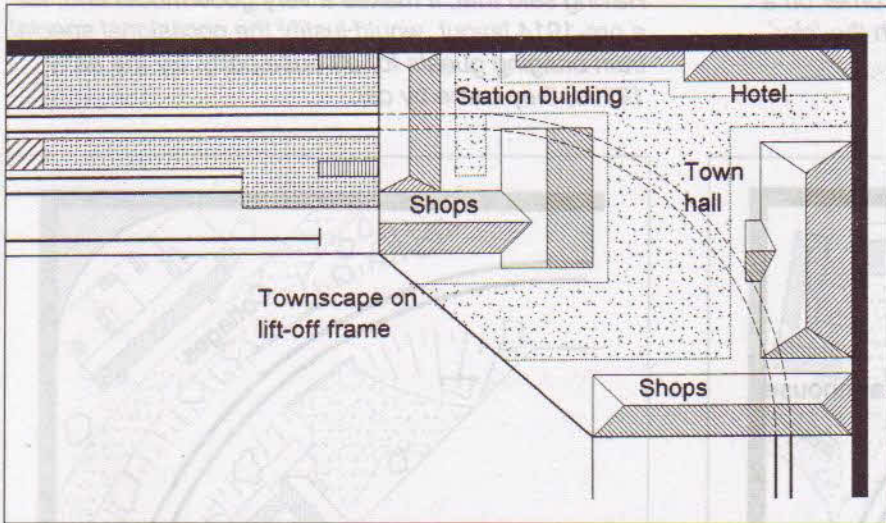 Station building
Hotel
Town
hall
Shops
Townscape on
lift-off frame
Shops